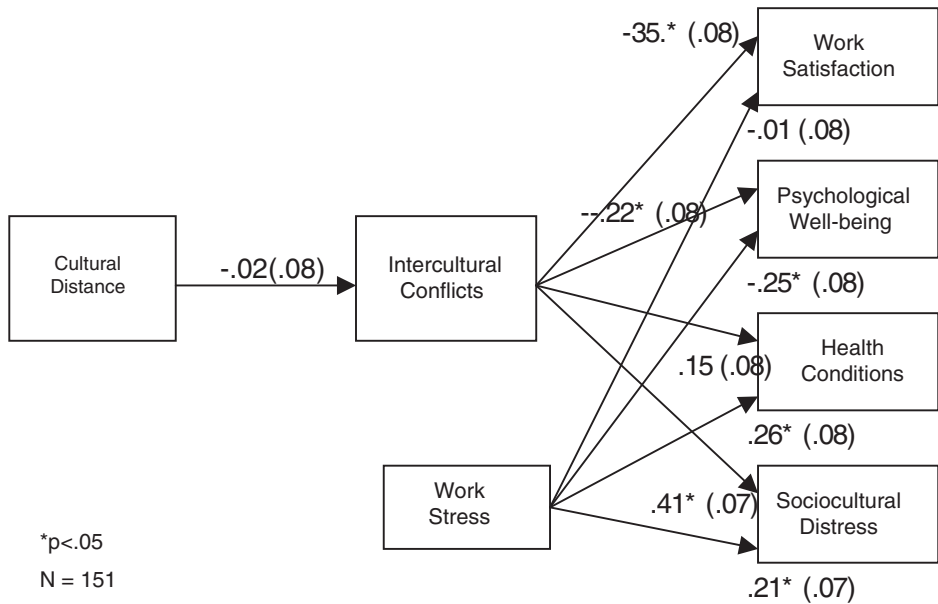 -35.* (.08)
Work
Satisfaction
-.01 (.08)
Psychological
Well-being
--.22* (.08)
-.25* (.08)
Cultural
Distance
-.02(.08)
Intercultural
Conflicts
Health
Conditions
.15 (.08)
.26* (.08)
Work
Stress
.41* (.07)
Sociocultural
Distress
.21* (.07)
*p<.05
N = 151